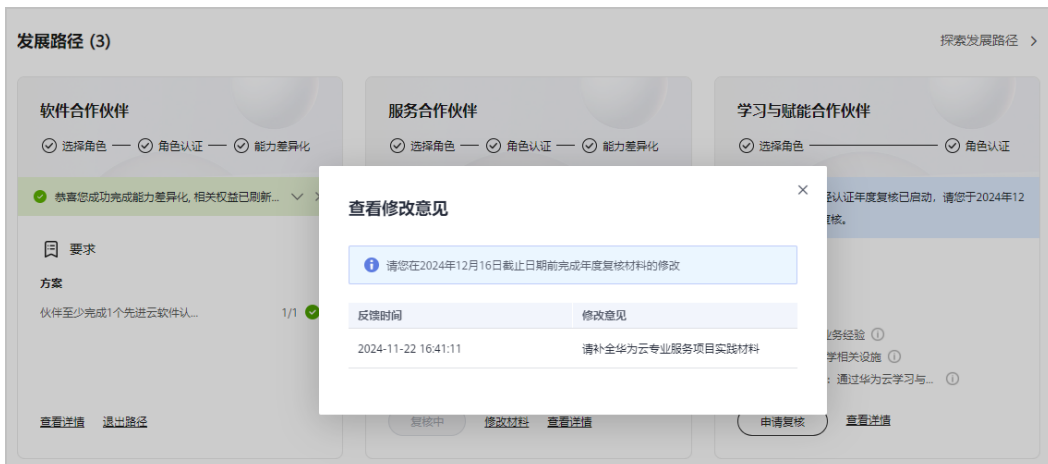 发展路径 (3)
探索发展路径
软件合作伙伴
服务合作伙伴
学习与赋能合作伙伴
选择角色
角色认证
能力差异化
选择角色
角色认证
能力差异化
选择角色
角色认证
恭喜您成功完成能力差异化, 相关权益已刷新...
认证年度复核已启动，请您于2024年12
核。
要求
方案
伙伴至少完成1个先进云软件认...
1/1
查看修改意见
请您在2024年12月16日截止日期前完成年度复核材料的修改
反馈时间
修改意见
2024-11-22 16:41:11
请补全华为云专业服务项目实践材料
务经验
学相关设施
：通过华为云学习与...
查看详情
退出路径
复核中
修改材料
查看详情
申请复核
查看详情